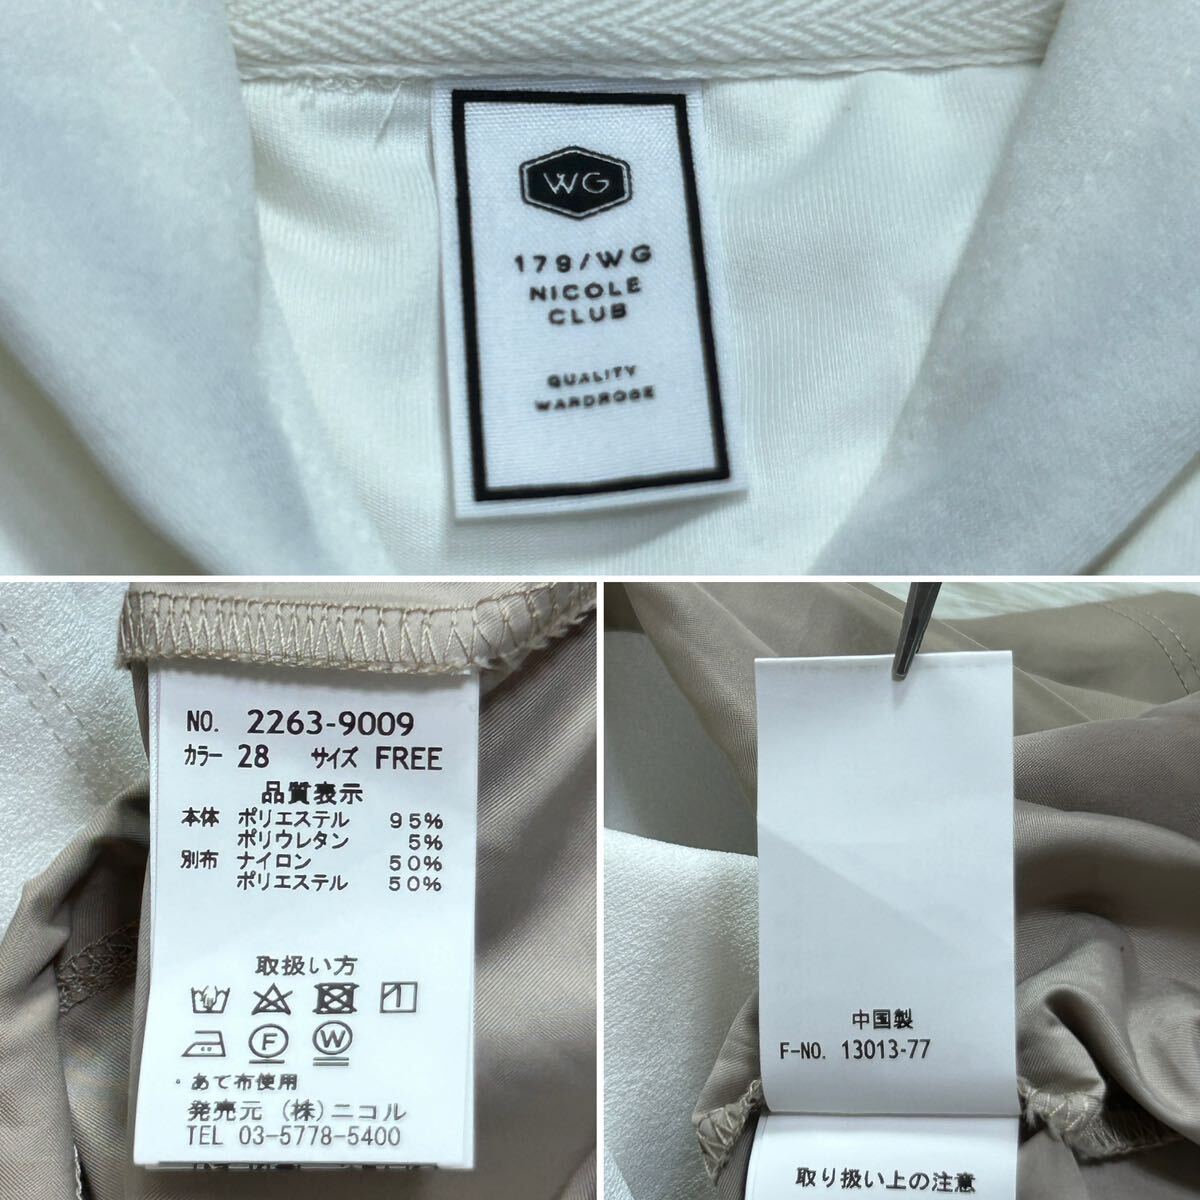 WG
179/WG
NICOLE
CLUB
QUALITY
WARDROBE
NO. 2263-9009
カラー 28 サイズ FREE
品質表示
本体 ポリエステル 95%
ポリウレタン 5%
別布 ナイロン 50%
ポリエステル 50%
取扱い方
F W
・あて布使用
発売元 (株)ニコル
TEL 03-5778-5400
中国製
F-NO. 13013-77
取り扱い上の注意